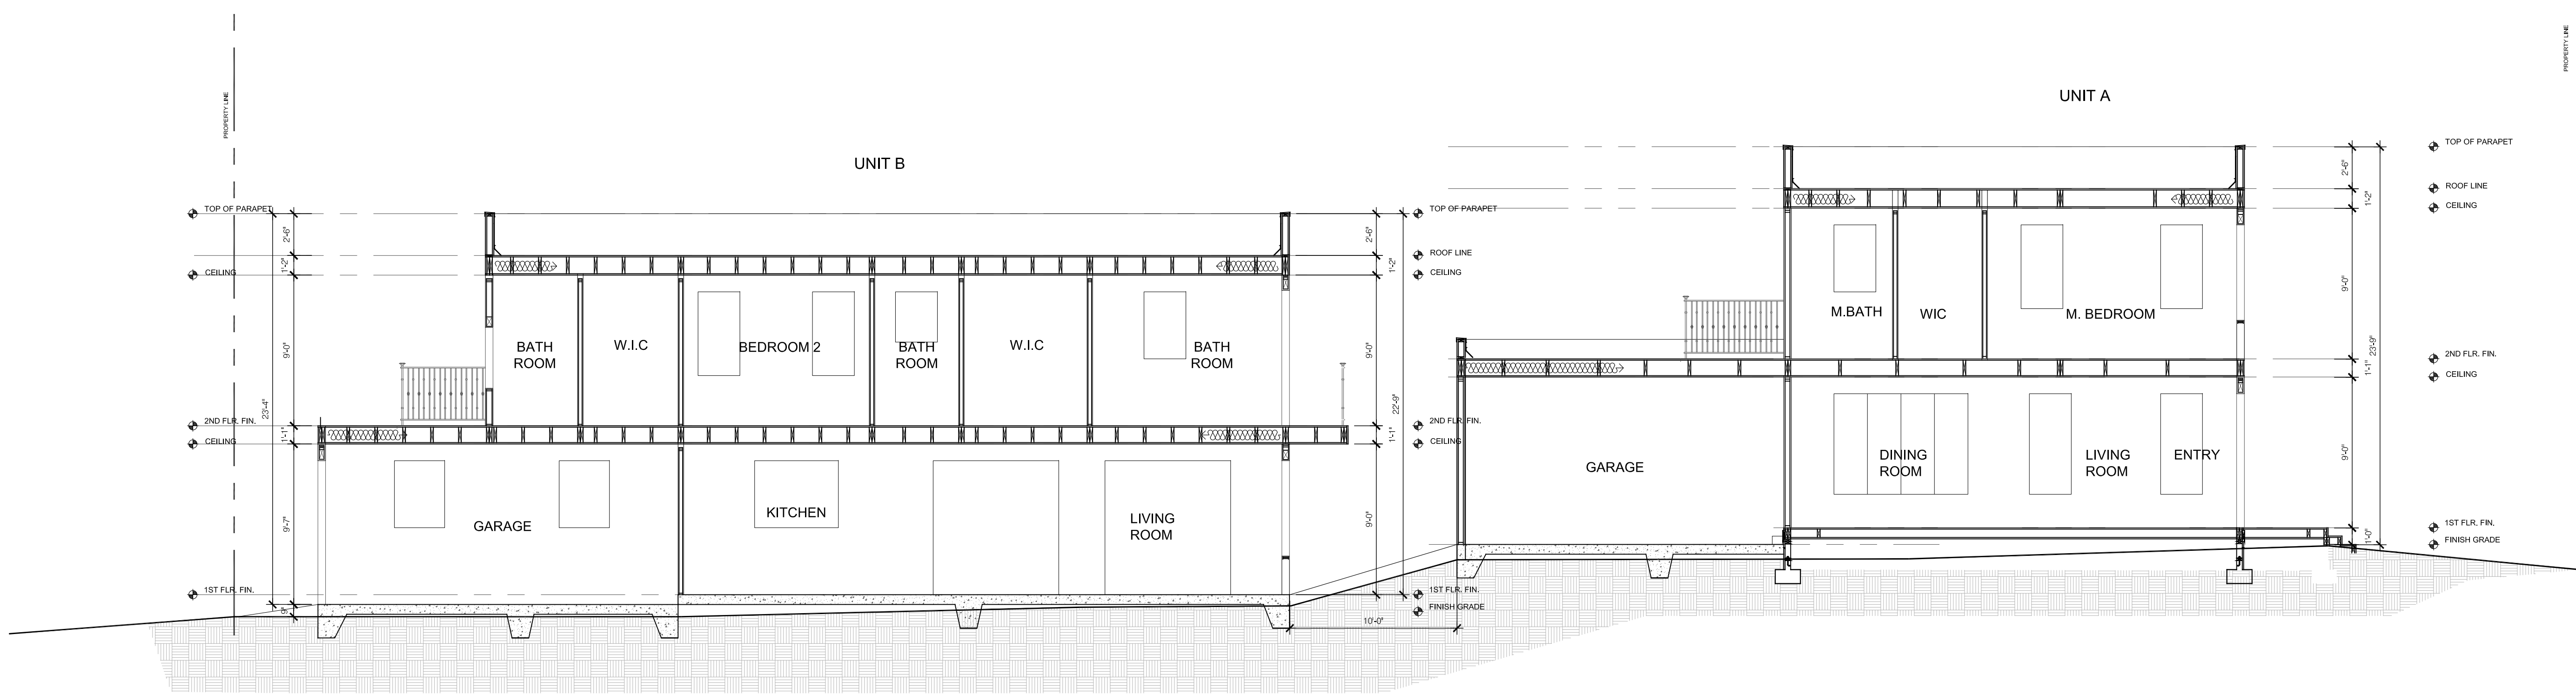 PROPERTY LINE
PROPERTY LINE
UNIT A
UNIT B
TOP OF PARAPET
CEILING
2ND FLR. FIN.
CEILING
1ST FLR. FIN.
23'-4"
2'-6"
1'-2"
9'-0"
1'-1"
9'-7"
9"
BATH
ROOM
W.I.C
BEDROOM 2
BATH
ROOM
W.I.C
BATH
ROOM
GARAGE
KITCHEN
LIVING
ROOM
2'-6"
1'-2"
9'-0"
22'-9"
1'-1"
9'-0"
10'-0"
TOP OF PARAPET
ROOF LINE
CEILING
2ND FLR. FIN.
CEILING
1ST FLR. FIN.
FINISH GRADE
M.BATH
WIC
M. BEDROOM
GARAGE
DINING
ROOM
LIVING
ROOM
ENTRY
2'-6"
1'-2"
9'-0"
23'-9"
1'-1"
9'-0"
1'-0"
TOP OF PARAPET
ROOF LINE
CEILING
2ND FLR. FIN.
CEILING
1ST FLR. FIN.
FINISH GRADE